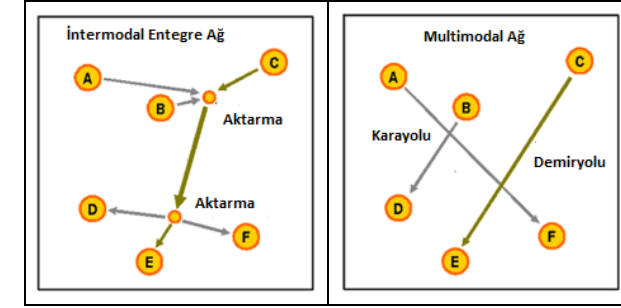 İntermodal Entegre Ağ
C
A
B
Aktarma
Aktarma
D
F
E
Multimodal Ağ
C
A
B
Karayolu
Demiryolu
D
F
E